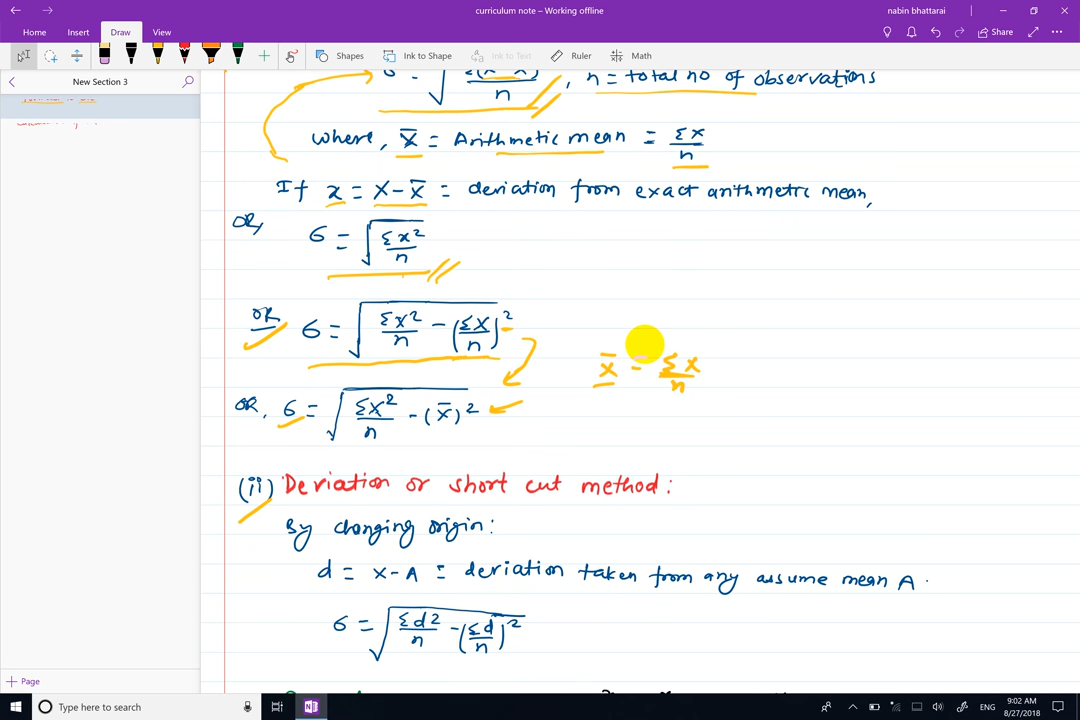 curriculum note – Working offline
nabin bhattarai
Home Insert Draw View
Share
Shapes Ink to Shape Ink to Text Ruler Math
New Section 3
n
, n = total no of observations
where, X̄ = Arithmetic mean = Σx/n
If x = X - X̄ = deviation from exact arithmetric mean,
OR,
σ = √(Σx²/n)
OR σ = √(Σx²/n - (Σx/n)²)
X̄ = Σx/n
OR, σ = √(Σx²/n - (X̄)²)
(ii) Deviation or short cut method:
By changing origin:
d = x - A = deviation taken from any assume mean A.
σ = √(Σd²/n - (Σd/n)²)
+ Page
Type here to search
ENG
9:02 AM
8/27/2018